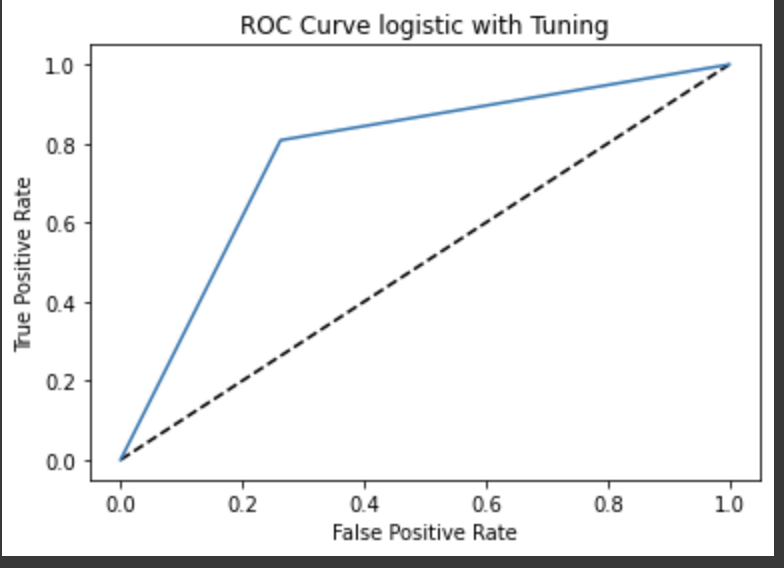 ROC Curve logistic with Tuning
True Positive Rate
1.0
0.8
0.6
0.4
0.2
0.0
0.0 0.2 0.4 0.6 0.8 1.0
False Positive Rate